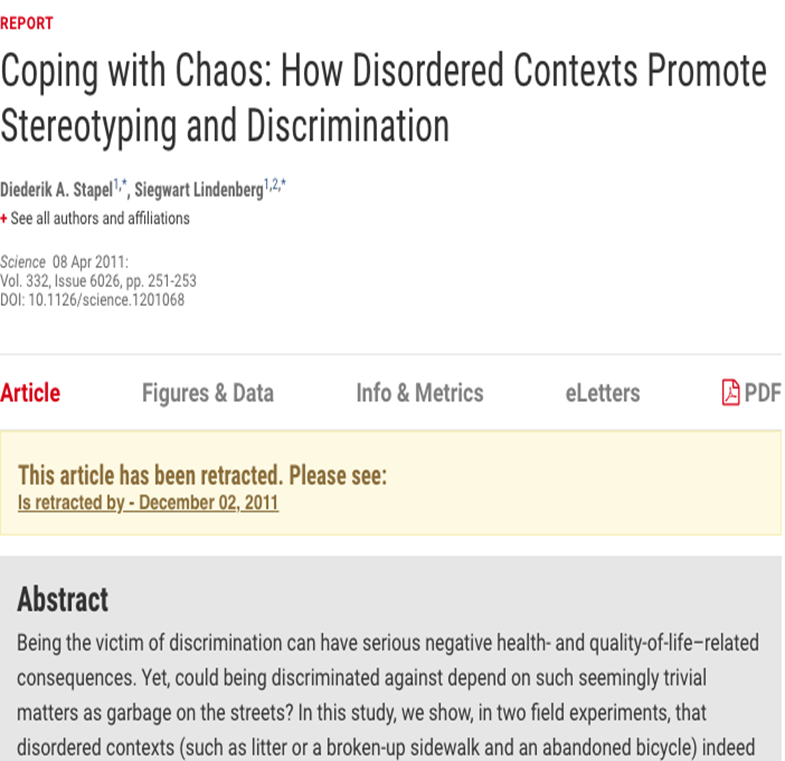 REPORT
Coping with Chaos: How Disordered Contexts Promote
Stereotyping and Discrimination
Diederik A. Stapel1,*, Siegwart Lindenberg1,2,*
+ See all authors and affiliations
Science 08 Apr 2011:
Vol. 332, Issue 6026, pp. 251-253
DOI: 10.1126/science.1201068
Article Figures & Data Info & Metrics eLetters PDF
This article has been retracted. Please see:
Is retracted by - December 02, 2011
Abstract
Being the victim of discrimination can have serious negative health- and quality-of-life–related
consequences. Yet, could being discriminated against depend on such seemingly trivial
matters as garbage on the streets? In this study, we show, in two field experiments, that
disordered contexts (such as litter or a broken-up sidewalk and an abandoned bicycle) indeed